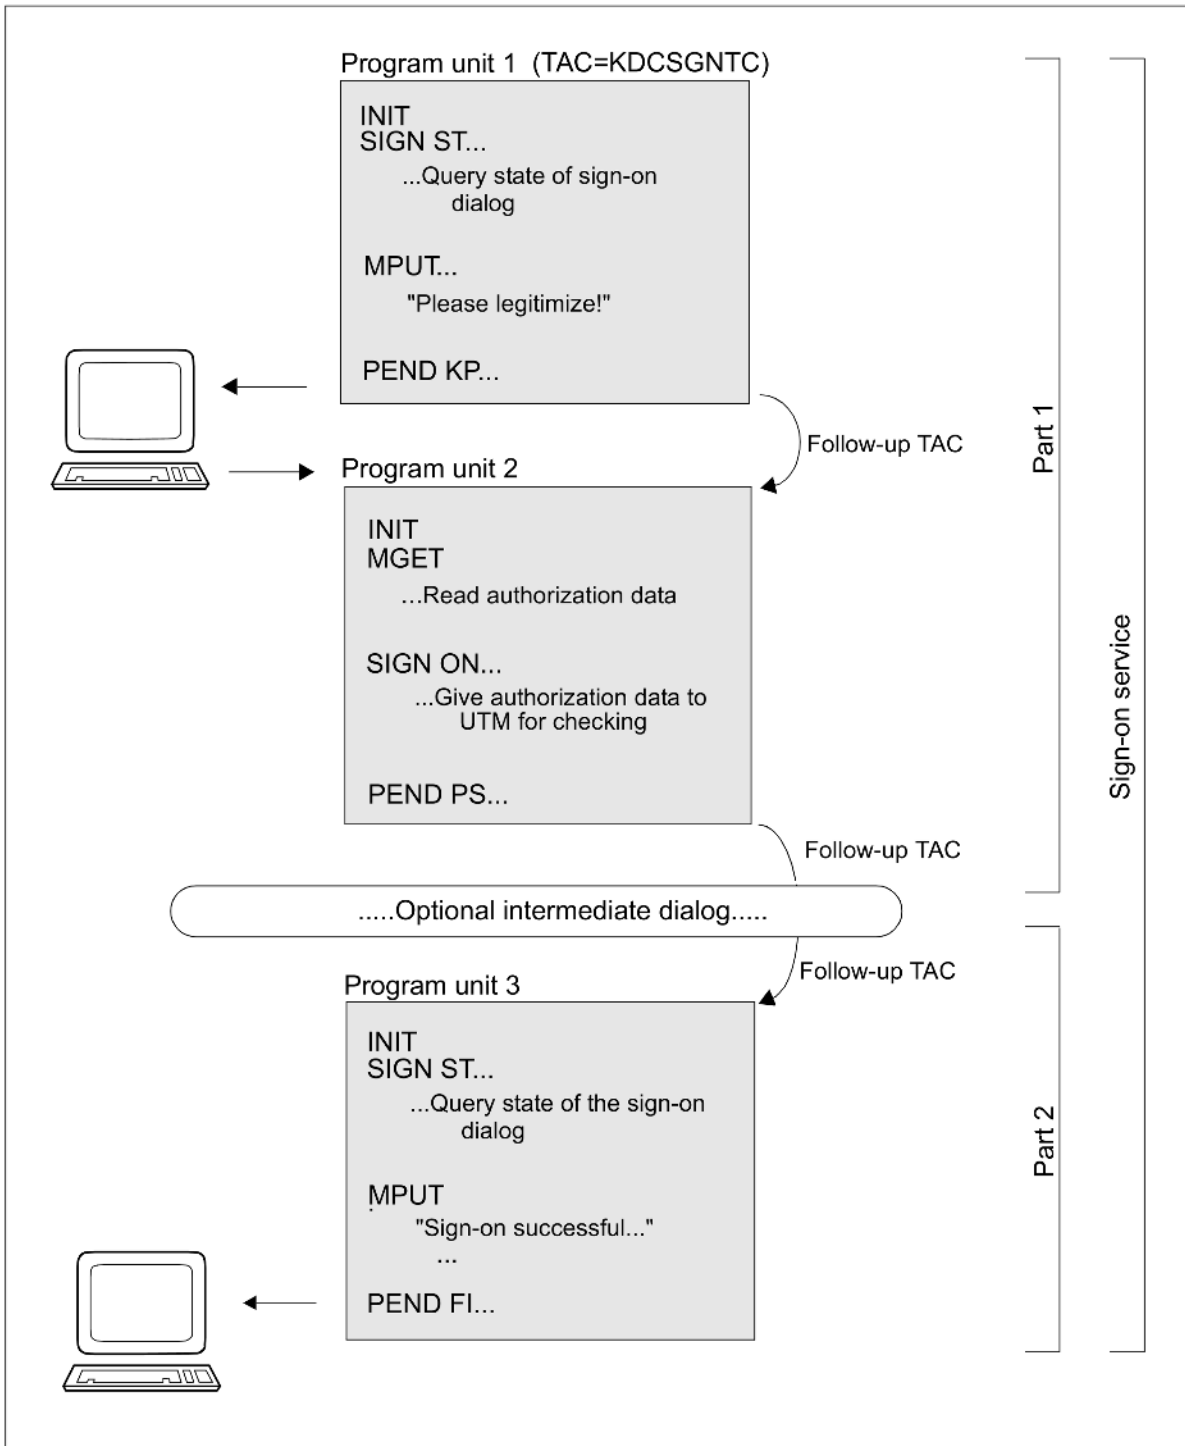 Program unit 1 (TAC=KDCSGNTC)
INIT
SIGN ST...
...Query state of sign-on
dialog
MPUT...
"Please legitimize!"
PEND KP...
Follow-up TAC
Part 1
Program unit 2
INIT
MGET
...Read authorization data
SIGN ON...
...Give authorization data to
UTM for checking
PEND PS...
Sign-on service
Follow-up TAC
.....Optional intermediate dialog.....
Follow-up TAC
Program unit 3
INIT
SIGN ST...
...Query state of the sign-on
dialog
Part 2
MPUT
"Sign-on successful..."
...
PEND FI...